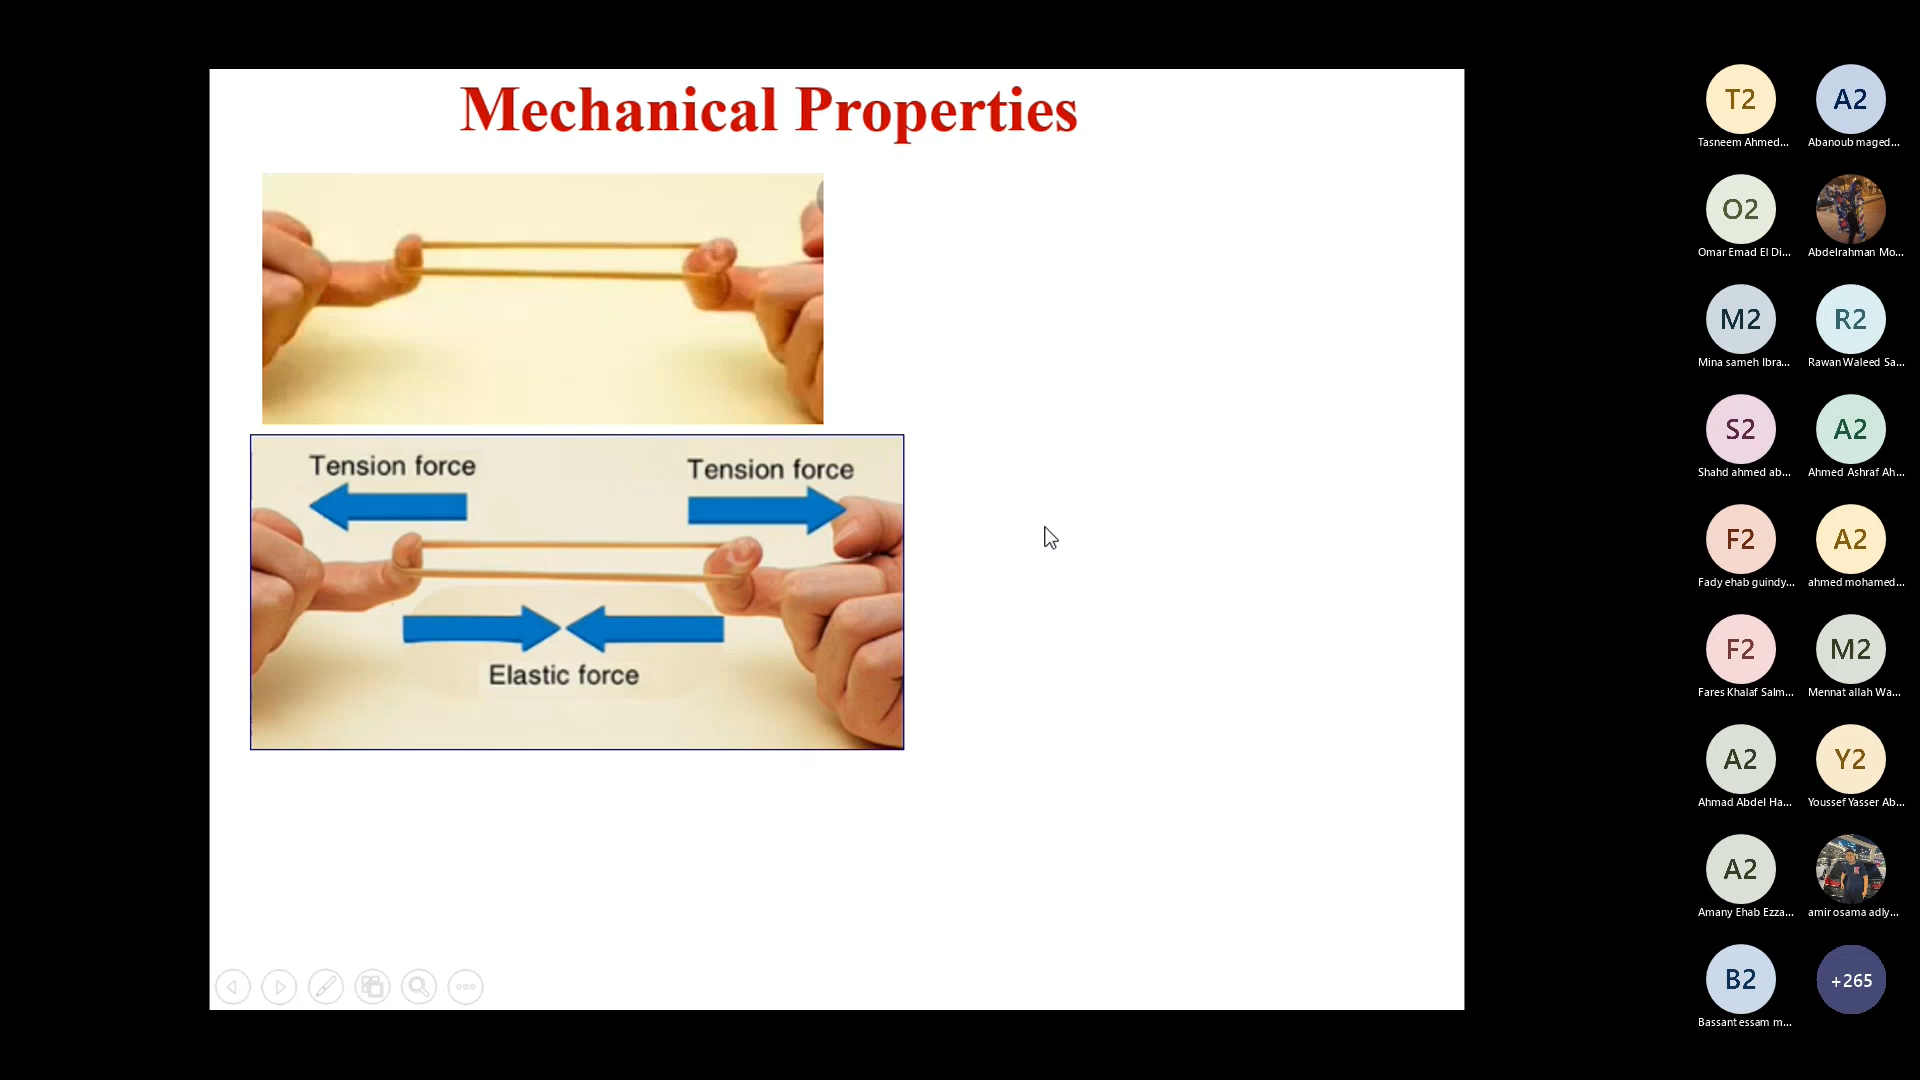 Mechanical Properties
Tension force
Tension force
Elastic force
T2
A2
Tasneem Ahmed...
Abanoub maged...
O2
Omar Emad El Di...
Abdelrahman Mo...
M2
R2
Mina sameh Ibra...
Rawan Waleed Sa...
S2
A2
Shahd ahmed ab...
Ahmed Ashraf Ah...
F2
A2
Fady ehab guindy...
ahmed mohamed...
F2
M2
Fares Khalaf Salm...
Mennat allah Wa...
A2
Y2
Ahmad Abdel Ha...
Youssef Yasser Ab...
A2
Amany Ehab Ezza...
amir osama adly...
B2
+265
Bassant essam m...